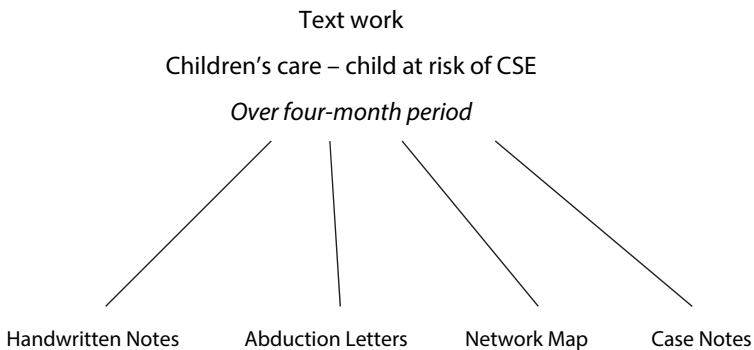 Text work
Children’s care – child at risk of CSE
Over four-month period
Handwritten Notes Abduction Letters Network Map Case Notes